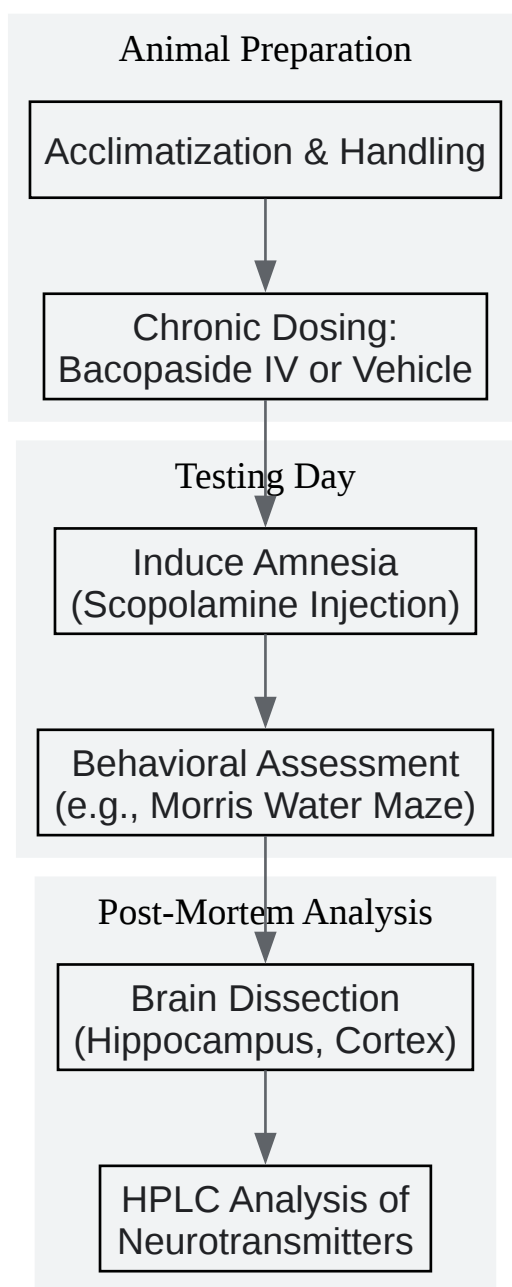 Animal Preparation
Acclimatization & Handling
Chronic Dosing:
Bacopaside IV or Vehicle
Testing Day
Induce Amnesia
(Scopolamine Injection)
Behavioral Assessment
(e.g., Morris Water Maze)
Post-Mortem Analysis
Brain Dissection
(Hippocampus, Cortex)
HPLC Analysis of
Neurotransmitters